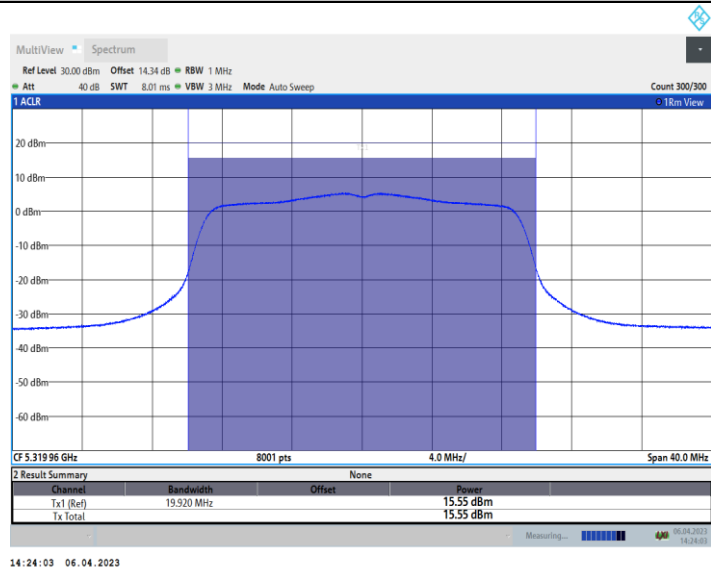 MultiView Spectrum
Ref Level 30.00 dBm Offset 14.34 dB RBW 1 MHz
Att 40 dB SWT 8.01 ms VBW 3 MHz Mode Auto Sweep Count 300/300
1 ACLR 1Rm View
20 dBm
10 dBm
0 dBm
-10 dBm
-20 dBm
-30 dBm
-40 dBm
-50 dBm
-60 dBm
CF 5.319 96 GHz 8001 pts 4.0 MHz/ Span 40.0 MHz
2 Result Summary None
Channel Bandwidth Offset Power
Tx1 (Ref) 19.920 MHz 15.55 dBm
Tx Total 15.55 dBm
Measuring... 06.04.2023
14:24:03
14:24:03 06.04.2023